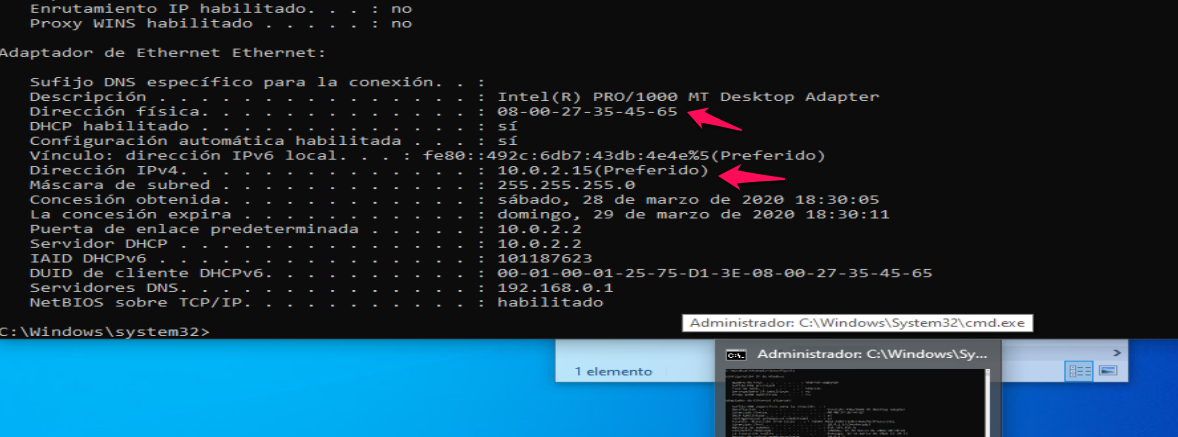 Enrutamiento IP habilitado. . . : no
Proxy WINS habilitado . . . . . : no
Adaptador de Ethernet Ethernet:
Sufijo DNS específico para la conexión. . :
Descripción . . . . . . . . . . . . . . . : Intel(R) PRO/1000 MT Desktop Adapter
Dirección física. . . . . . . . . . . . . : 08-00-27-35-45-65
DHCP habilitado . . . . . . . . . . . . . : sí
Configuración automática habilitada . . . : sí
Vínculo: dirección IPv6 local. . . : fe80::492c:6db7:43db:4e4e%5(Preferido)
Dirección IPv4. . . . . . . . . . . . . . : 10.0.2.15(Preferido)
Máscara de subred . . . . . . . . . . . . : 255.255.255.0
Concesión obtenida. . . . . . . . . . . . : sábado, 28 de marzo de 2020 18:30:05
La concesión expira . . . . . . . . . . . : domingo, 29 de marzo de 2020 18:30:11
Puerta de enlace predeterminada . . . . . : 10.0.2.2
Servidor DHCP . . . . . . . . . . . . . . : 10.0.2.2
IAID DHCPv6 . . . . . . . . . . . . . . . : 101187623
DUID de cliente DHCPv6. . . . . . . . . . : 00-01-00-01-25-75-D1-3E-08-00-27-35-45-65
Servidores DNS. . . . . . . . . . . . . . : 192.168.0.1
NetBIOS sobre TCP/IP. . . . . . . . . . . : habilitado
C:\Windows\system32>
Administrador: C:\Windows\System32\cmd.exe
Administrador: C:\Windows\Sy...
1 elemento